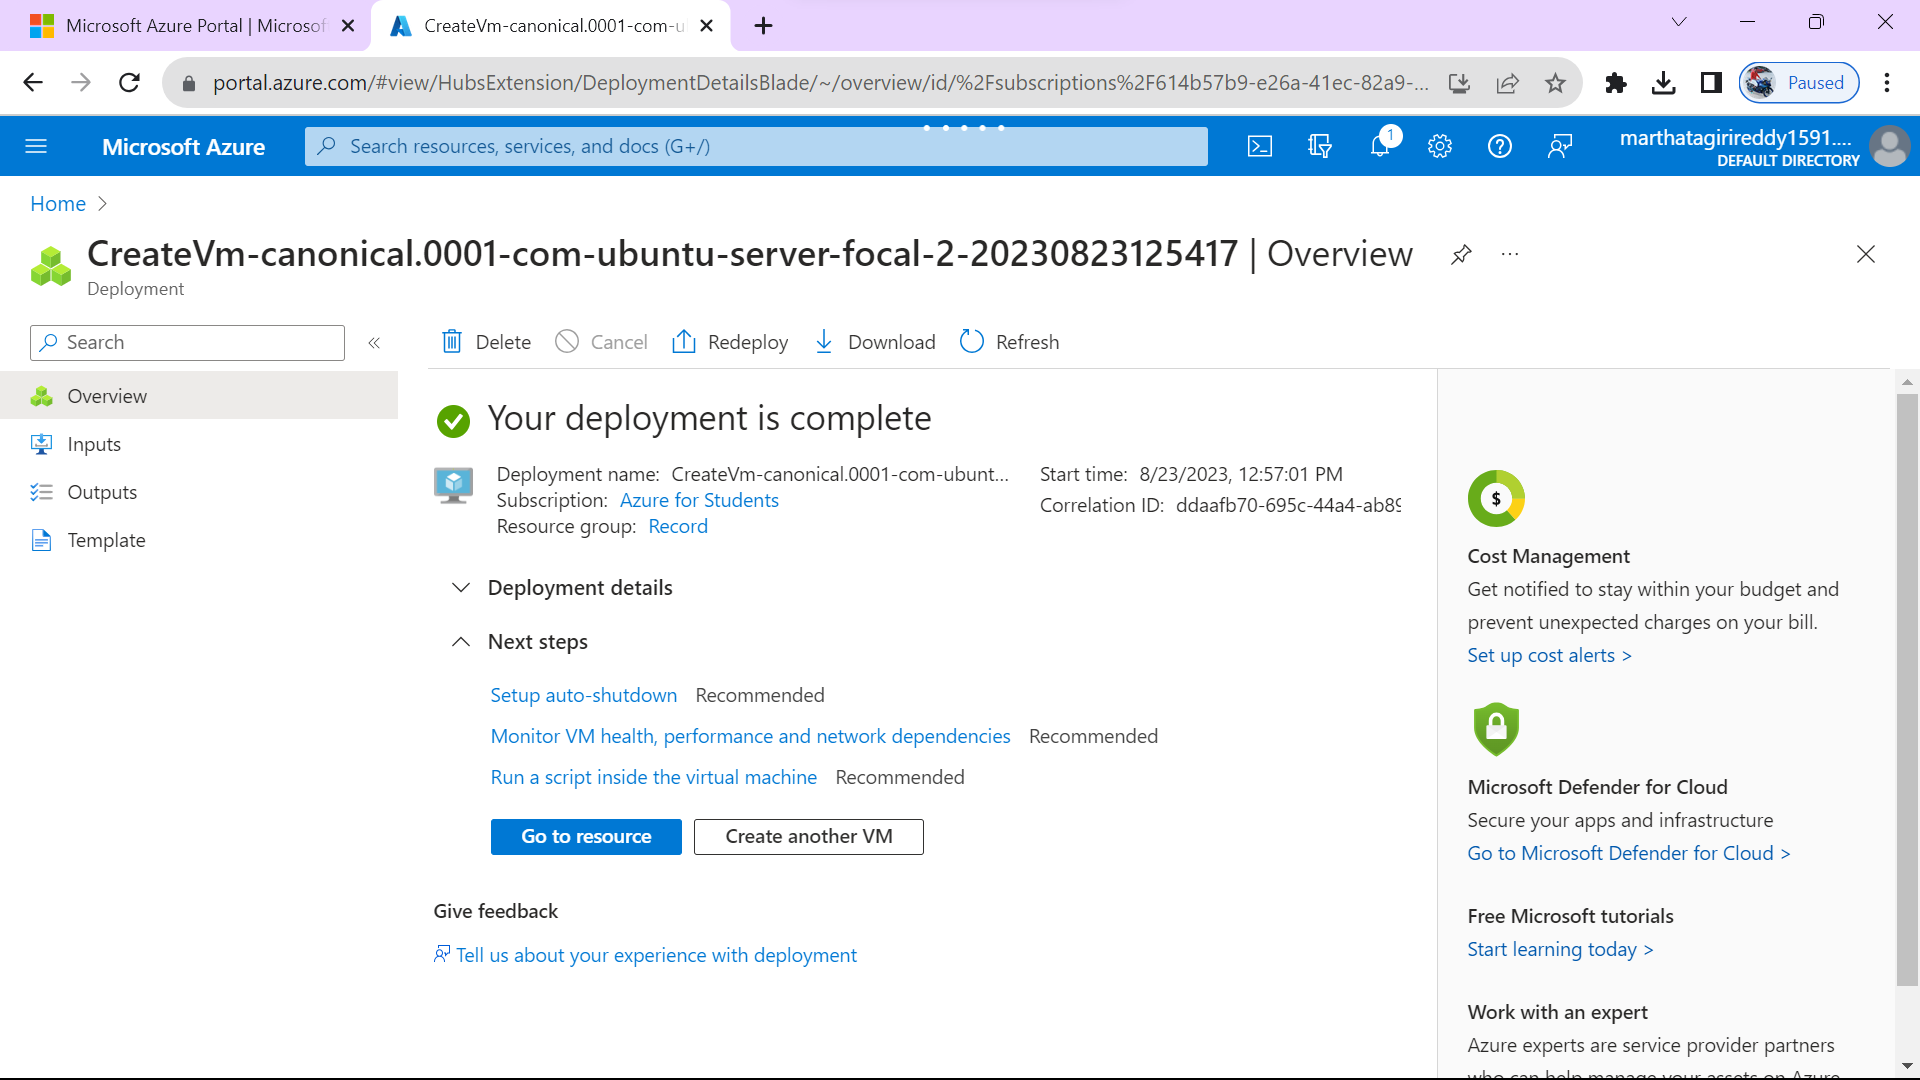 Microsoft Azure Portal | Microsof
CreateVm-canonical.0001-com-u
portal.azure.com/#view/HubsExtension/DeploymentDetailsBlade/~/overview/id/%2Fsubscriptions%2F614b57b9-e26a-41ec-82a9-...
Paused
Microsoft Azure
Search resources, services, and docs (G+/)
1
marthatagirireddy1591....
DEFAULT DIRECTORY
Home
CreateVm-canonical.0001-com-ubuntu-server-focal-2-20230823125417 | Overview
...
Deployment
Search
«
Delete
Cancel
Redeploy
Download
Refresh
Overview
Inputs
Outputs
Template
Your deployment is complete
Deployment name: CreateVm-canonical.0001-com-ubunt...
Subscription: Azure for Students
Resource group: Record
Start time: 8/23/2023, 12:57:01 PM
Correlation ID: ddaafb70-695c-44a4-ab89
Deployment details
Next steps
Setup auto-shutdown Recommended
Monitor VM health, performance and network dependencies Recommended
Run a script inside the virtual machine Recommended
Go to resource
Create another VM
Give feedback
Tell us about your experience with deployment
$
Cost Management
Get notified to stay within your budget and
prevent unexpected charges on your bill.
Set up cost alerts >
Microsoft Defender for Cloud
Secure your apps and infrastructure
Go to Microsoft Defender for Cloud >
Free Microsoft tutorials
Start learning today >
Work with an expert
Azure experts are service provider partners
who can help manage your assets on Azure